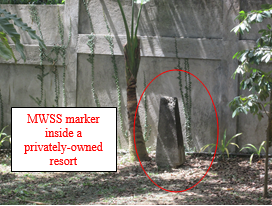 MWSS marker
inside a
privately-owned
resort